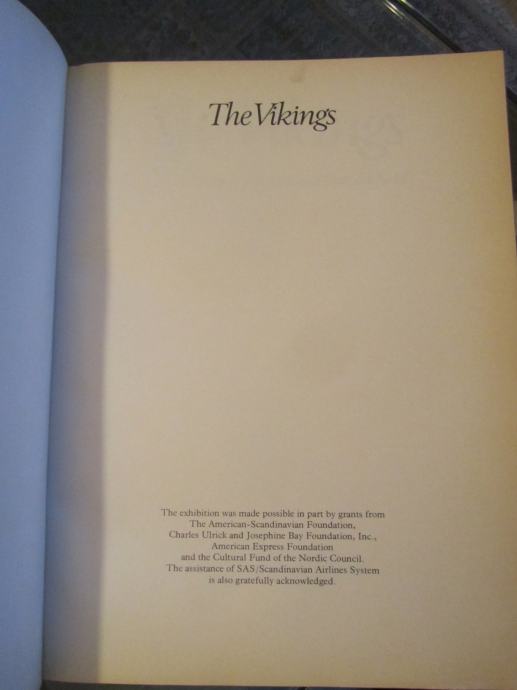 The Vikings
The exhibition was made possible in part by grants from
The American-Scandinavian Foundation,
Charles Ulrick and Josephine Bay Foundation, Inc.,
American Express Foundation
and the Cultural Fund of the Nordic Council.
The assistance of SAS/Scandinavian Airlines System
is also gratefully acknowledged.